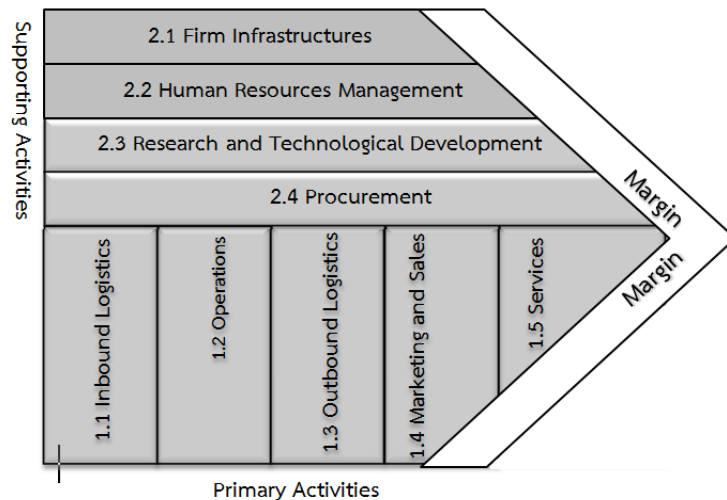 2.1 Firm Infrastructures
2.2 Human Resources Management
2.3 Research and Technological Development
2.4 Procurement
Supporting Activities
1.1 Inbound Logistics
1.2 Operations
1.3 Outbound Logistics
1.4 Marketing and Sales
1.5 Services
Margin
Margin
Primary Activities